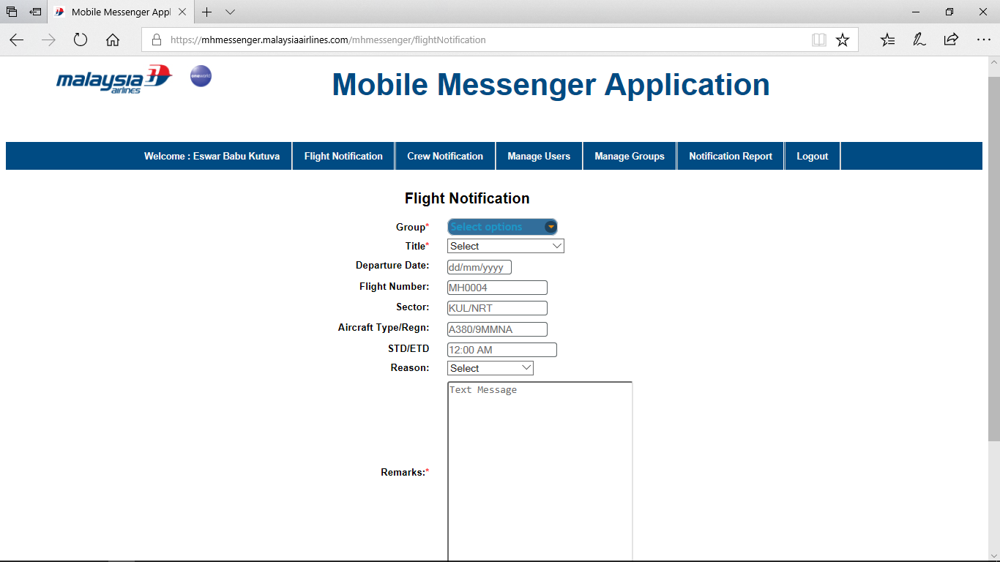 Mobile Messenger Appl
https://mhmessenger.malaysiaairlines.com/mhmessenger/flightNotification
malaysia
airlines
oneworld
Mobile Messenger Application
Welcome : Eswar Babu Kutuva Flight Notification Crew Notification Manage Users Manage Groups Notification Report Logout
Flight Notification
Group* Select options
Title* Select
Departure Date: dd/mm/yyyy
Flight Number: MH0004
Sector: KUL/NRT
Aircraft Type/Regn: A380/9MMNA
STD/ETD 12:00 AM
Reason: Select
Text Message
Remarks:*